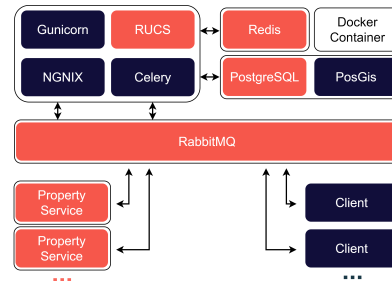 Gunicorn
RUCS
Redis
Docker
Container
NGNIX
Celery
PostgreSQL
PosGis
RabbitMQ
Property
Service
Client
Property
Service
Client
...
...